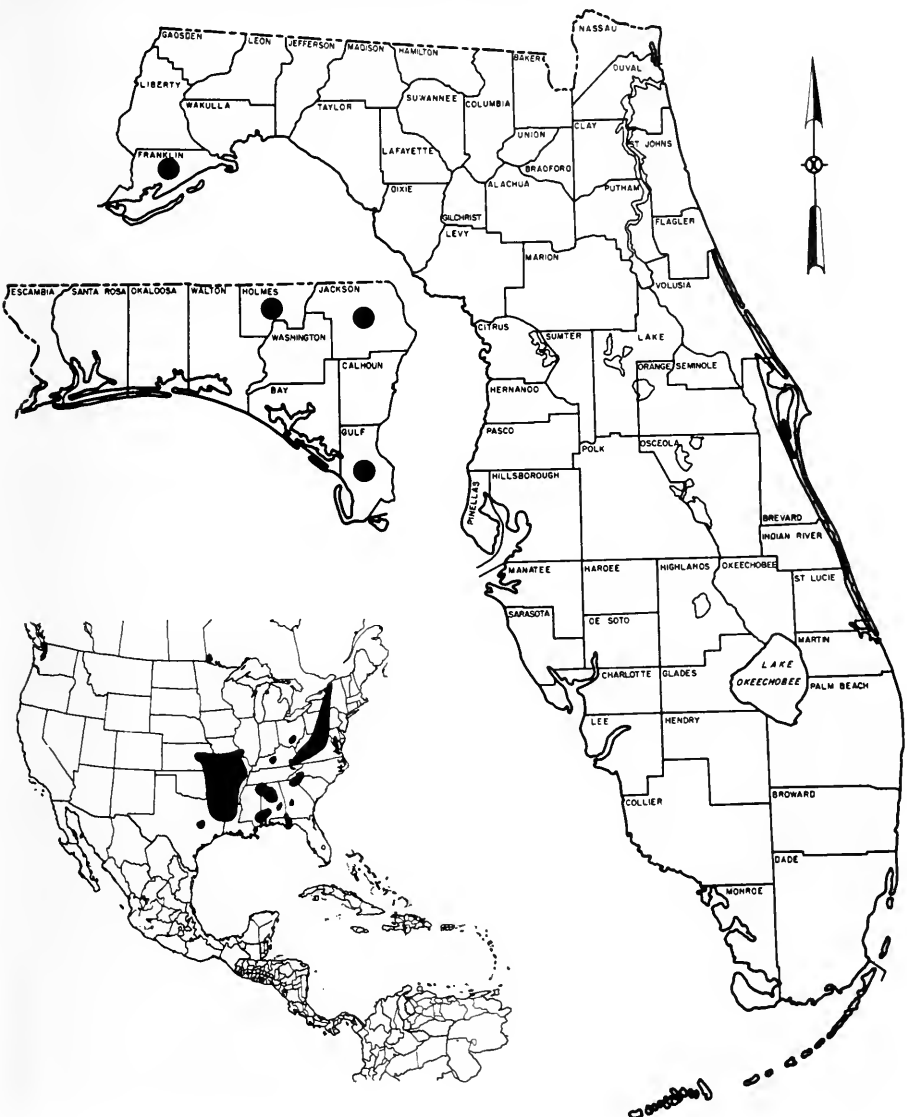 NASSAU
GADSDEN
LEON
JEFFERSON
MADISON
HAMILTON
BAKER
DUVAL
LIBERTY
WAKULLA
TAYLOR
SUWANNEE
COLUMBIA
UNION
CLAY
ST JOHNS
LAFAYETTE
BRADFORD
FRANKLIN
DIXIE
ALACHUA
PUTNAM
GILCHRIST
FLAGLER
LEVY
MARION
VOLUSIA
ESCAMBIA
SANTA ROSA
OKALOOSA
WALTON
HOLMES
JACKSON
WASHINGTON
CALHOUN
BAY
GULF
CITRUS
SUMTER
LAKE
ORANGE
SEMINOLE
HERNANDO
PASCO
POLK
OSCEOLA
HILLSBOROUGH
PINELLAS
BREVARD
INDIAN RIVER
MANATEE
HARDEE
HIGHLANDS
OKEECHOBEE
ST LUCIE
SARASOTA
DE SOTO
MARTIN
CHARLOTTE
GLADES
LAKE
OKEECHOBEE
PALM BEACH
LEE
HENDRY
COLLIER
BROWARD
DADE
MONROE